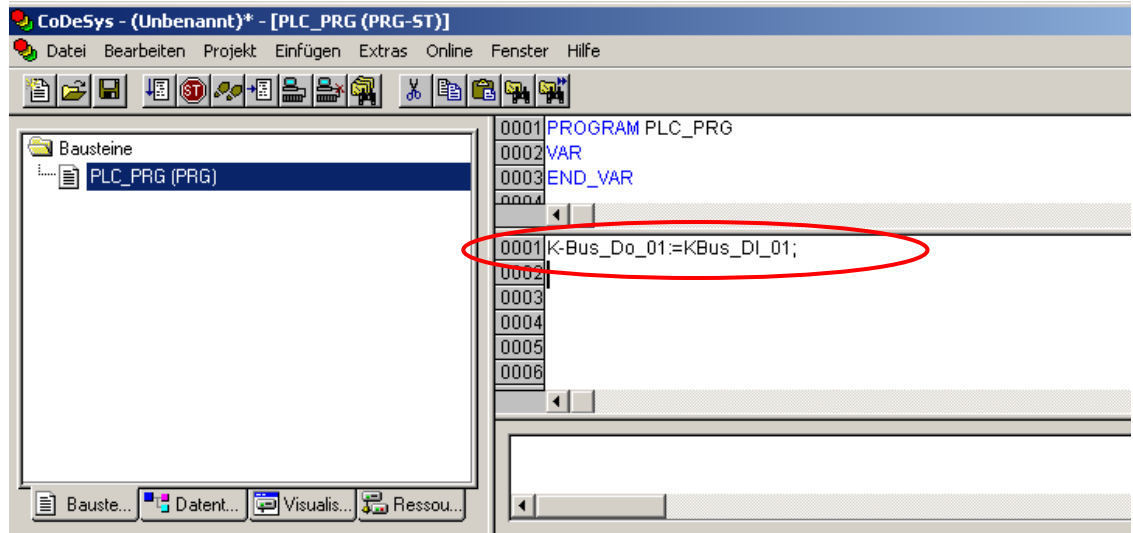 CoDeSys - (Unbenannt)* - [PLC_PRG (PRG-ST)]
Datei Bearbeiten Projekt Einfügen Extras Online Fenster Hilfe
Bausteine
PLC_PRG (PRG)
0001 PROGRAM PLC_PRG
0002 VAR
0003 END_VAR
0004
0001 K-Bus_Do_01:=KBus_DI_01;
0002
0003
0004
0005
0006
Bauste... Datent... Visualis... Ressou...